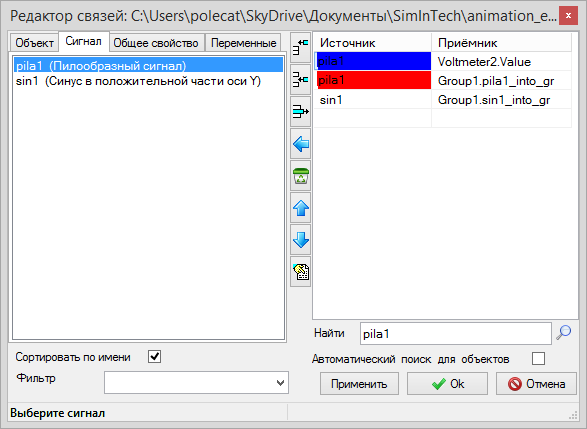 Редактор связей: C:\Users\polecat\SkyDrive\Документы\SimInTech\animation_e...
Объект Сигнал Общее свойство Переменные
pila1 (Пилообразный сигнал)
sin1 (Синус в положительной части оси Y)
Источник Приёмник
pila1 Voltmeter2.Value
pila1 Group1.pila1_into_gr
sin1 Group1.sin1_into_gr
Найти pila1
Сортировать по имени
Автоматический поиск для объектов
Фильтр
Применить Ok Отмена
Выберите сигнал